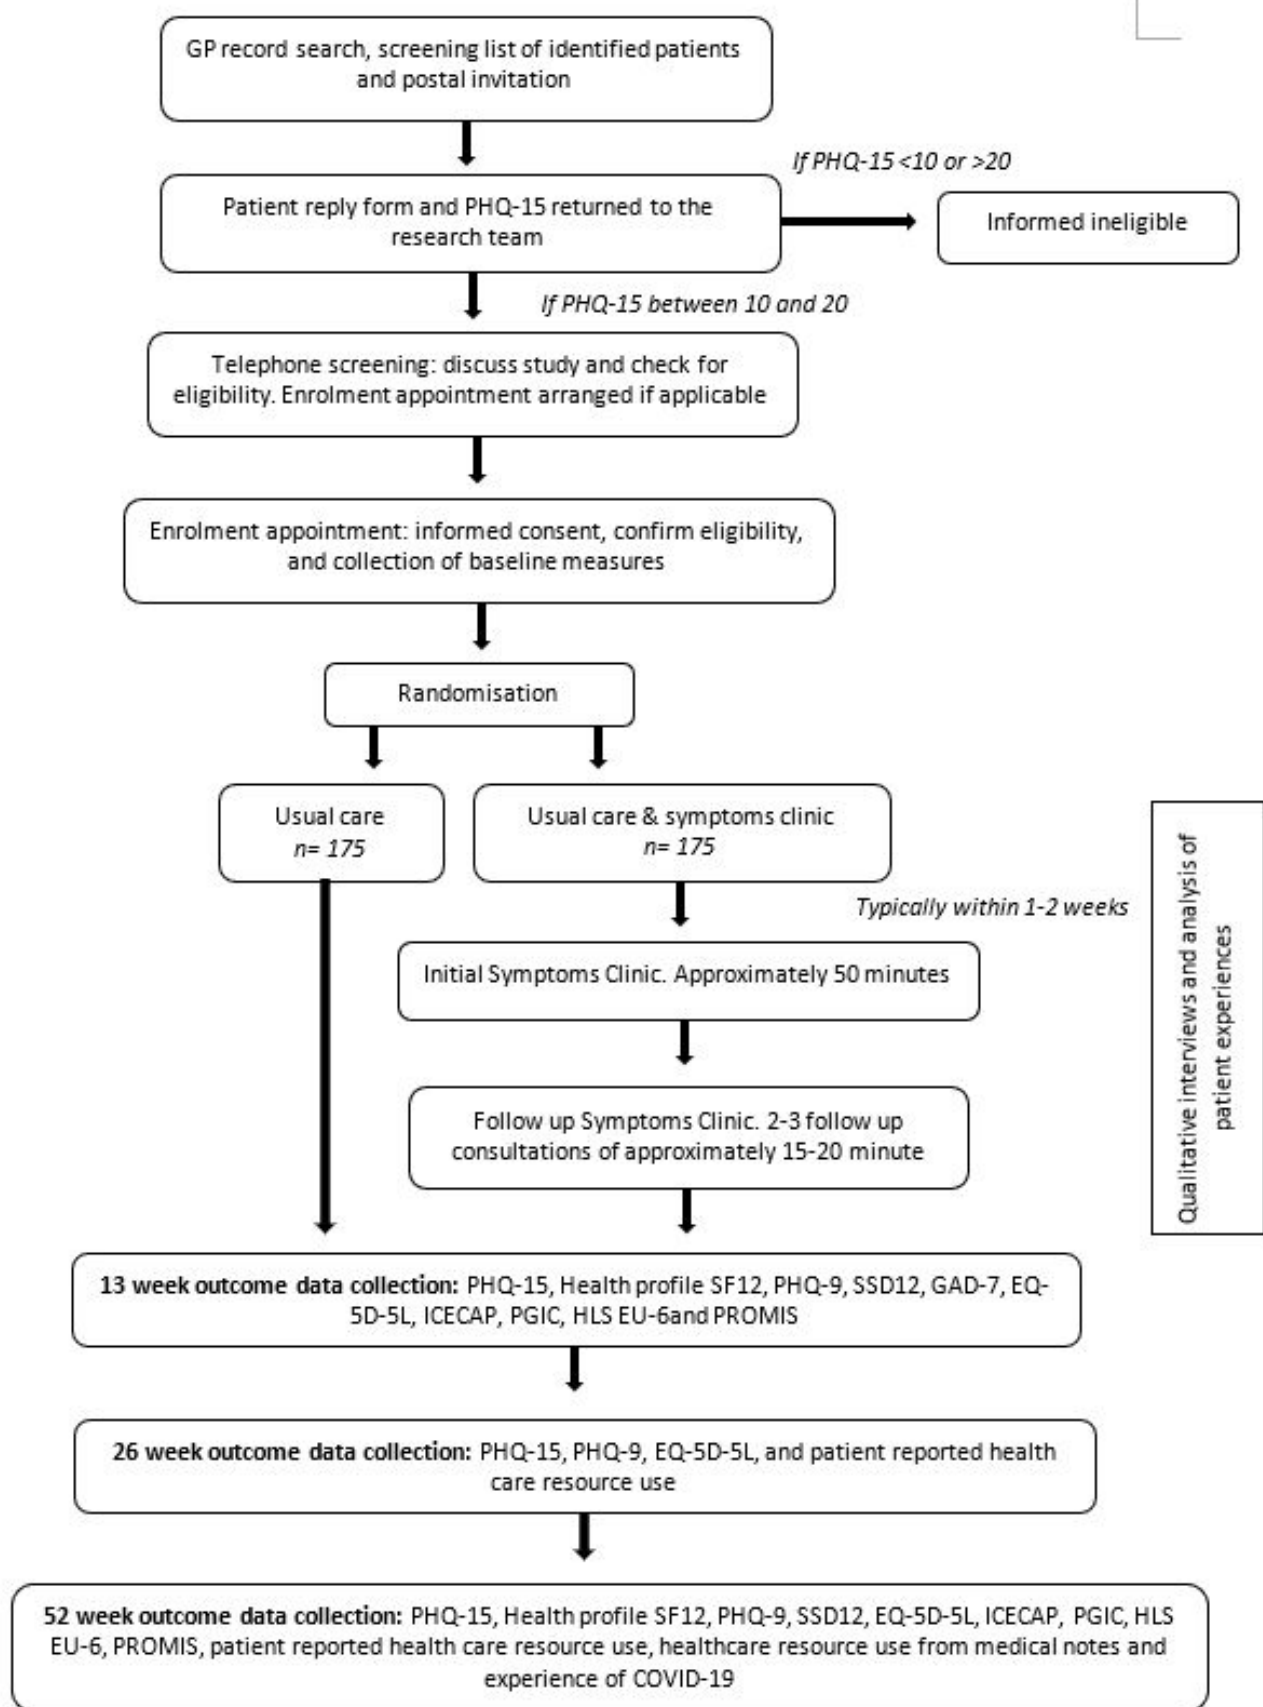 GP record search, screening list of identified patients
and postal invitation
If PHQ-15 <10 or >20
Patient reply form and PHQ-15 returned to the
research team
Informed ineligible
If PHQ-15 between 10 and 20
Telephone screening: discuss study and check for
eligibility. Enrolment appointment arranged if applicable
Enrolment appointment: informed consent, confirm eligibility,
and collection of baseline measures
Randomisation
Usual care
n= 175
Usual care & symptoms clinic
n= 175
Typically within 1-2 weeks
Initial Symptoms Clinic. Approximately 50 minutes
Follow up Symptoms Clinic. 2-3 follow up
consultations of approximately 15-20 minute
Qualitative interviews and analysis of
patient experiences
13 week outcome data collection: PHQ-15, Health profile SF12, PHQ-9, SSD12, GAD-7, EQ-
5D-5L, ICECAP, PGIC, HLS EU-6and PROMIS
26 week outcome data collection: PHQ-15, PHQ-9, EQ-5D-5L, and patient reported health
care resource use
52 week outcome data collection: PHQ-15, Health profile SF12, PHQ-9, SSD12, EQ-5D-5L, ICECAP, PGIC, HLS
EU-6, PROMIS, patient reported health care resource use, healthcare resource use from medical notes and
experience of COVID-19